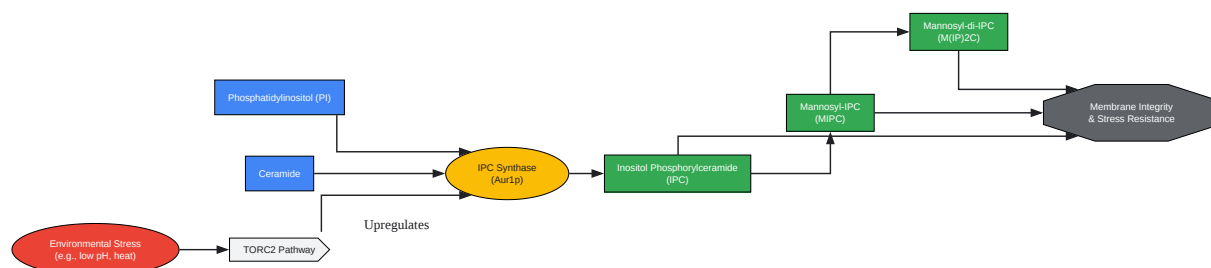 Mannosyl-di-IPC
(M(IP)2C)
Phosphatidylinositol (PI)
Mannosyl-IPC
(MIPC)
Membrane Integrity
& Stress Resistance
Ceramide
IPC Synthase
(Aur1p)
Inositol Phosphorylceramide
(IPC)
Upregulates
Environmental Stress
(e.g., low pH, heat)
TORC2 Pathway